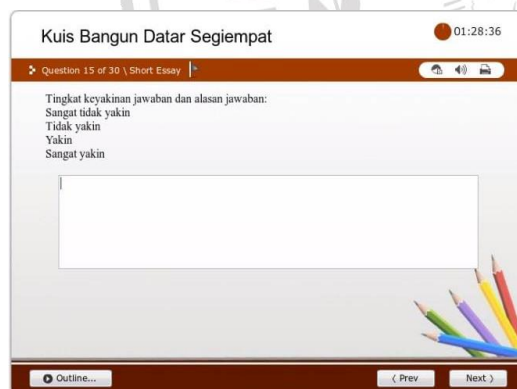 Kuis Bangun Datar Segiempat
01:28:36
Question 15 of 30 \ Short Essay
Tingkat keyakinan jawaban dan alasan jawaban:
Sangat tidak yakin
Tidak yakin
Yakin
Sangat yakin
Outline...
Prev
Next